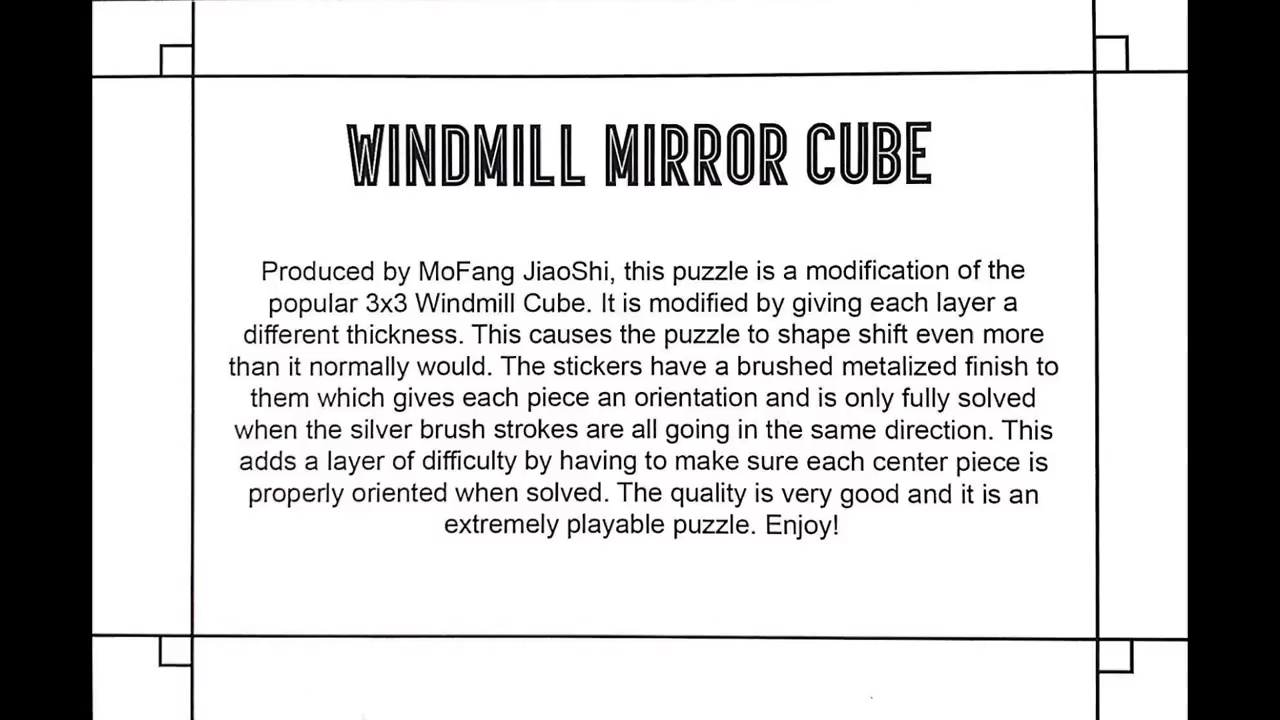 WINDMILL MIRROR CUBE
Produced by MoFang JiaoShi, this puzzle is a modification of the
popular 3x3 Windmill Cube. It is modified by giving each layer a
different thickness. This causes the puzzle to shape shift even more
than it normally would. The stickers have a brushed metalized finish to
them which gives each piece an orientation and is only fully solved
when the silver brush strokes are all going in the same direction. This
adds a layer of difficulty by having to make sure each center piece is
properly oriented when solved. The quality is very good and it is an
extremely playable puzzle. Enjoy!